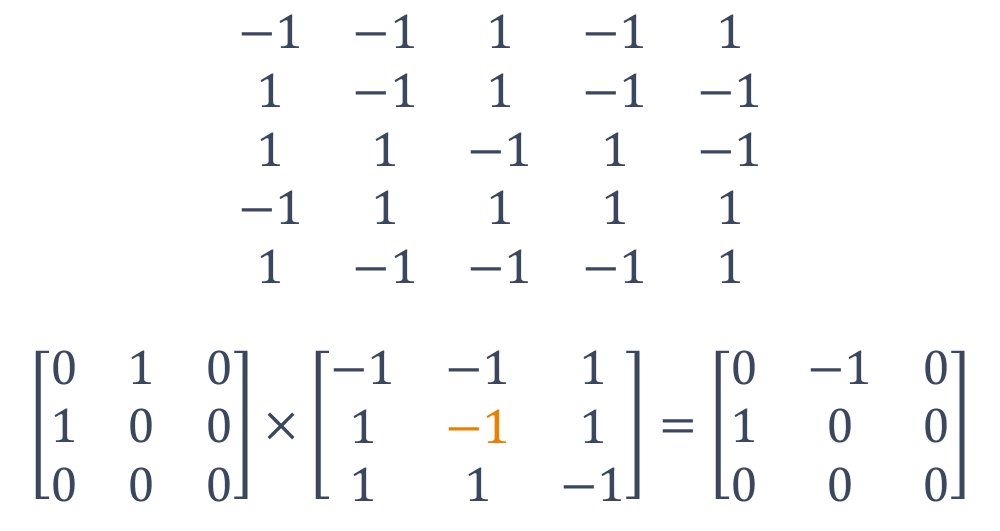 −1 −1 1 −1 1
1 −1 1 −1 −1
1 1 −1 1 −1
−1 1 1 1 1
1 −1 −1 −1 1
[0 1 0] [−1 −1 1] [0 −1 0]
[1 0 0] × [1 −1 1] = [1 0 0]
[0 0 0] [1 1 −1] [0 0 0]